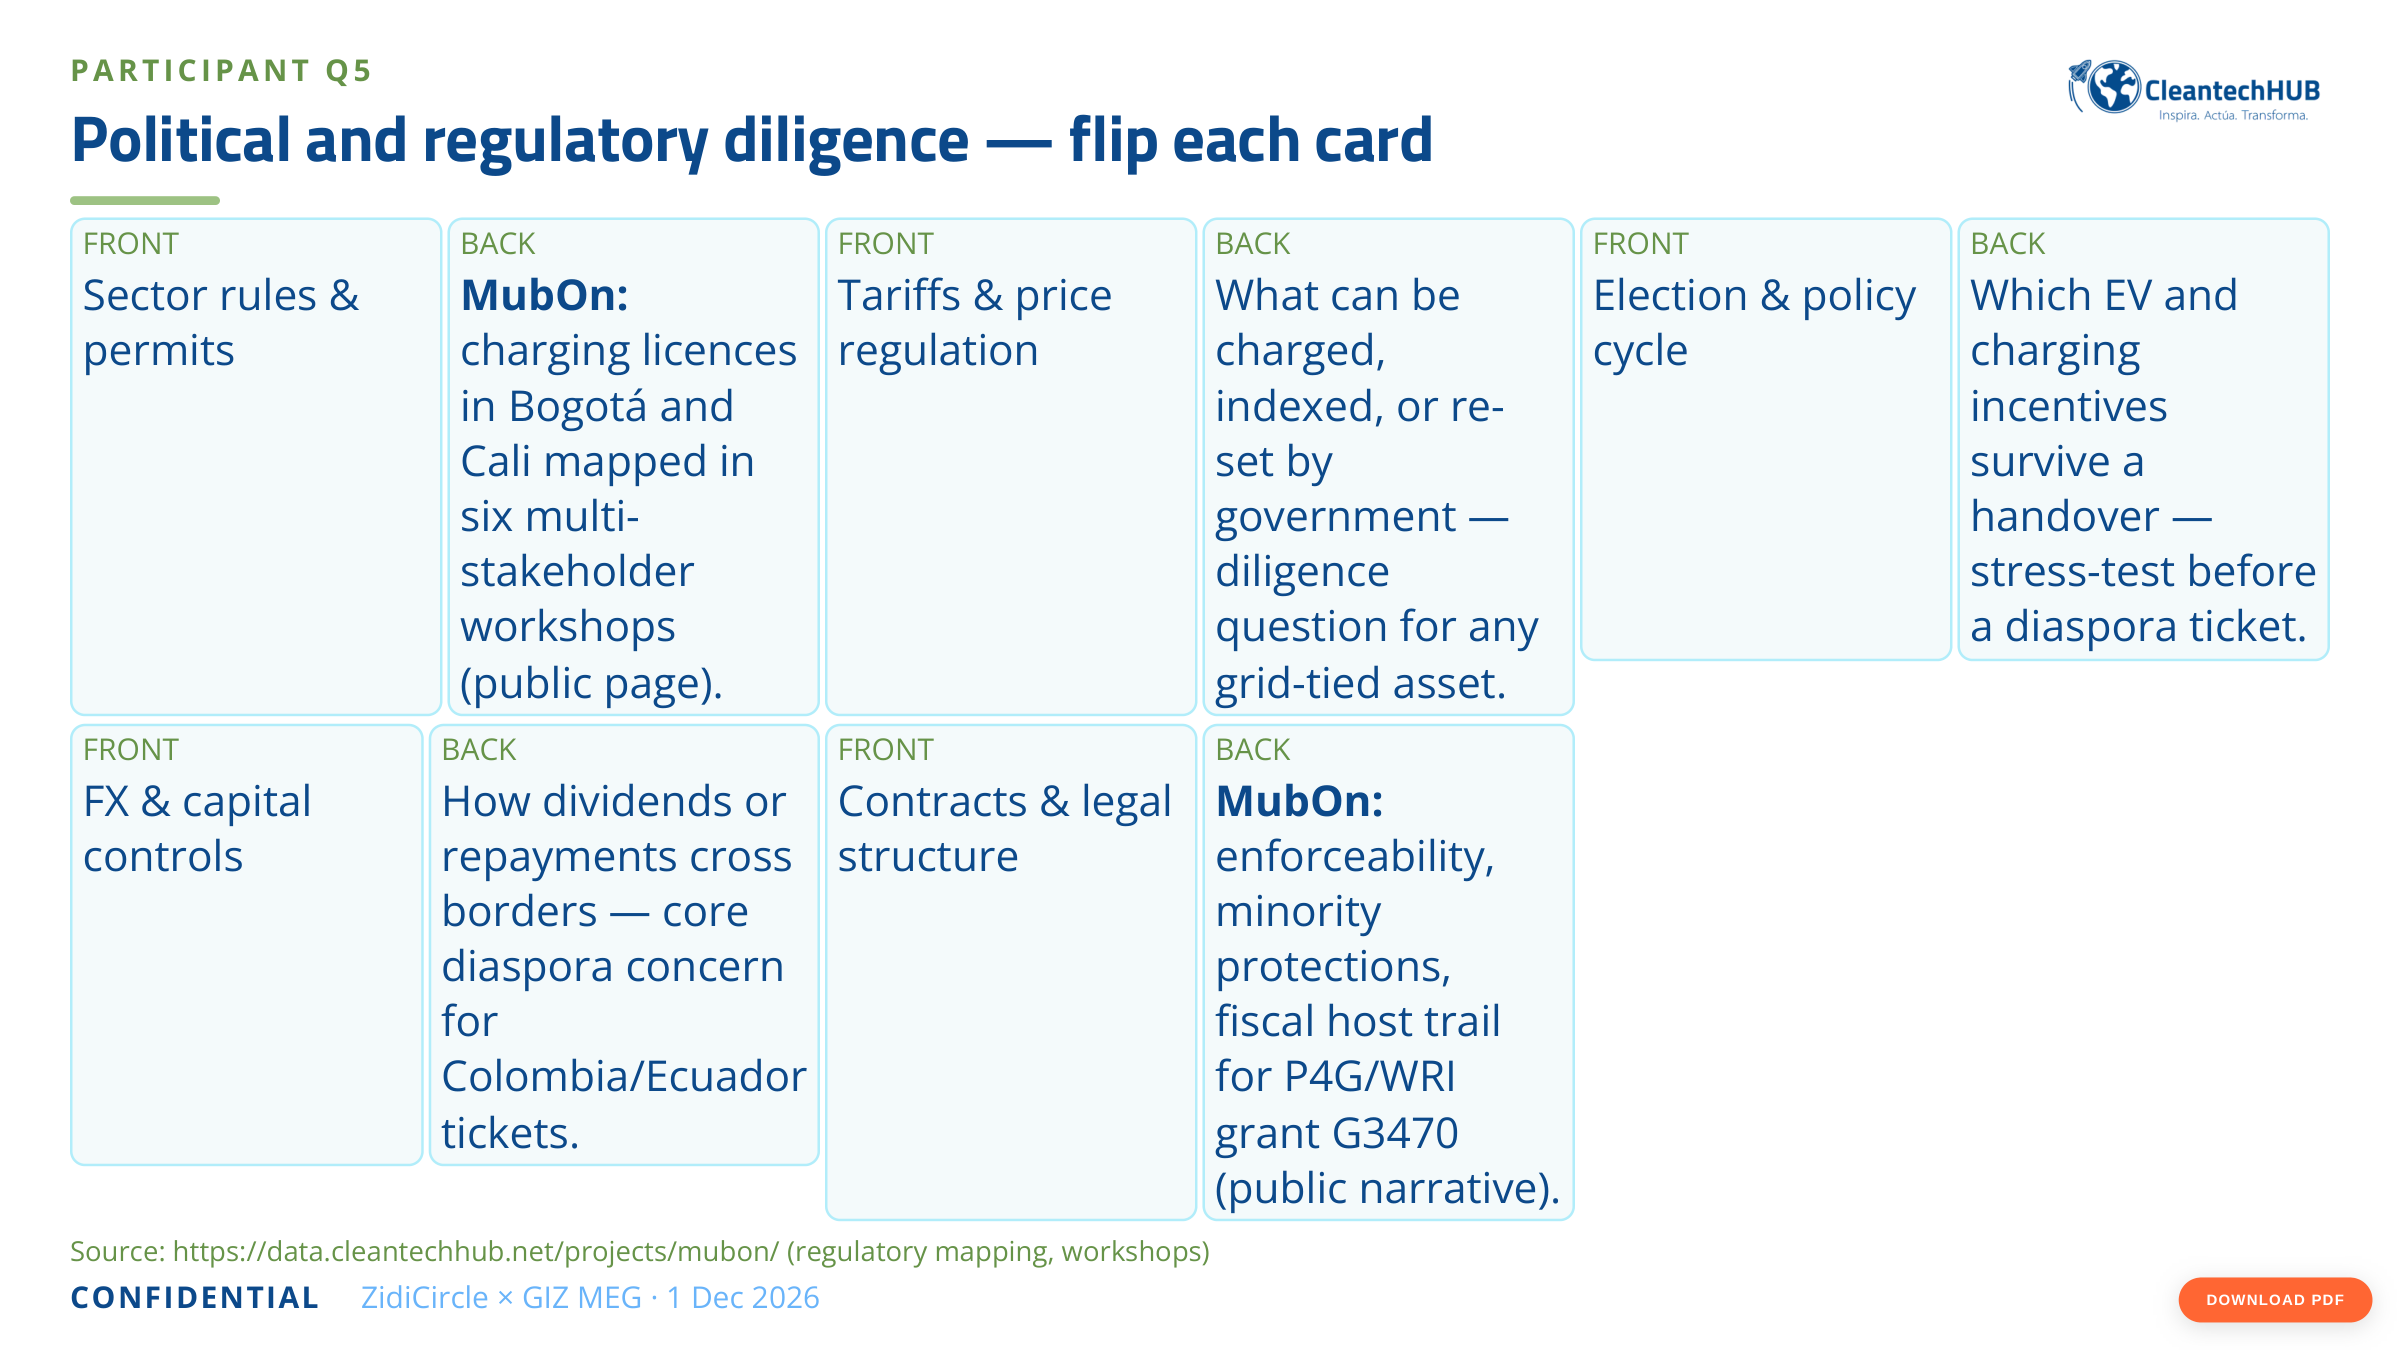 PARTICIPANT Q5
Political and regulatory diligence — flip each card
CleantechHUB
Inspira. Actúa. Transforma.
FRONT
Sector rules &
permits
BACK
MubOn:
charging licences
in Bogotá and
Cali mapped in
six multi-
stakeholder
workshops
(public page).
FRONT
Tariffs & price
regulation
BACK
What can be
charged,
indexed, or re-
set by
government —
diligence
question for any
grid-tied asset.
FRONT
Election & policy
cycle
BACK
Which EV and
charging
incentives
survive a
handover —
stress-test before
a diaspora ticket.
FRONT
FX & capital
controls
BACK
How dividends or
repayments cross
borders — core
diaspora concern
for
Colombia/Ecuador
tickets.
FRONT
Contracts & legal
structure
BACK
MubOn:
enforceability,
minority
protections,
fiscal host trail
for P4G/WRI
grant G3470
(public narrative).
Source: https://data.cleantechhub.net/projects/mubon/ (regulatory mapping, workshops)
CONFIDENTIAL ZidiCircle × GIZ MEG · 1 Dec 2026
DOWNLOAD PDF